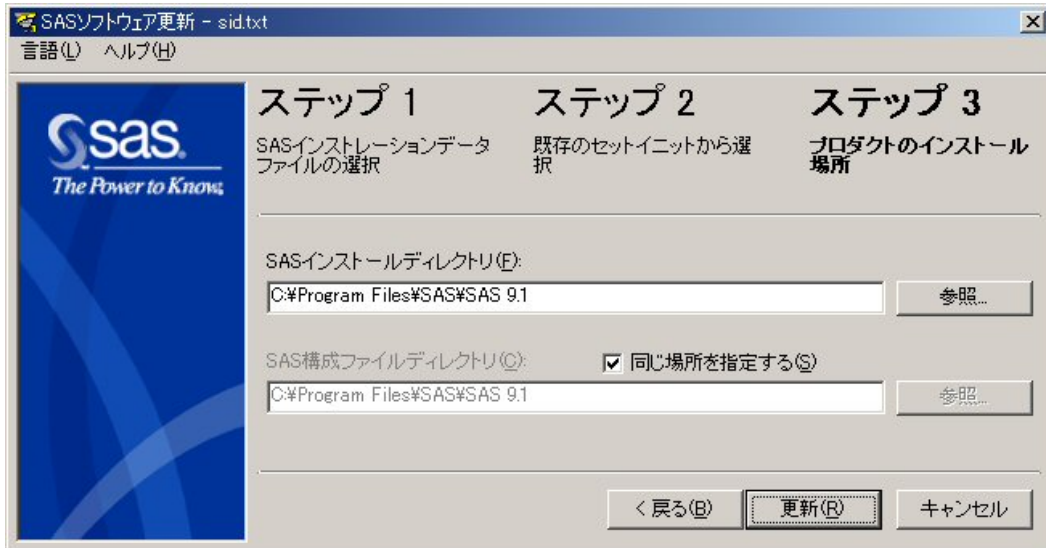 SASソフトウェア更新 - sid.txt
言語(L) ヘルプ(H)
sas.
The Power to Know.
ステップ 1 ステップ 2 ステップ 3
SASインストレーションデータ
ファイルの選択
既存のセットイニットから選
択
プロダクトのインストール
場所
SASインストールディレクトリ(F):
C:¥Program Files¥SAS¥SAS 9.1
参照...
SAS構成ファイルディレクトリ(C):
同じ場所を指定する(S)
C:¥Program Files¥SAS¥SAS 9.1
参照...
< 戻る(B) 更新(R) キャンセル